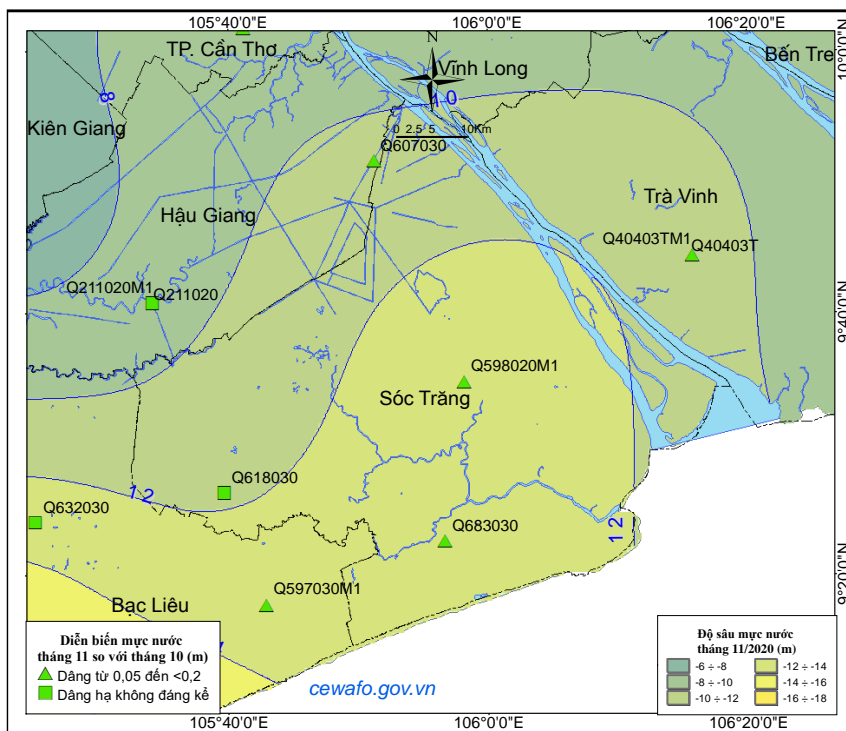 105°40'0"E 106°0'0"E 106°20'0"E
N
TP. Cần Thơ
Vĩnh Long
Bến Tre
10°0'0"N
8
10
Kiên Giang
0 2.5 5 10Km
Q607030
Trà Vinh
Hậu Giang
Q40403TM1 Q40403T
Q211020M1 Q211020
9°40'0"N
9°40'0"N
Q598020M1
Sóc Trăng
Q618030
12
Q632030
Q683030
12
9°20'0"N
Q597030M1
Bạc Liêu
Diễn biến mực nước
tháng 11 so với tháng 10 (m)
Dâng từ 0,05 đến <0,2
Dâng hạ không đáng kể
cewafo.gov.vn
Độ sâu mực nước
tháng 11/2020 (m)
-6 ÷ -8 -12 ÷ -14
-8 ÷ -10 -14 ÷ -16
-10 ÷ -12 -16 ÷ -18
105°40'0"E 106°0'0"E 106°20'0"E